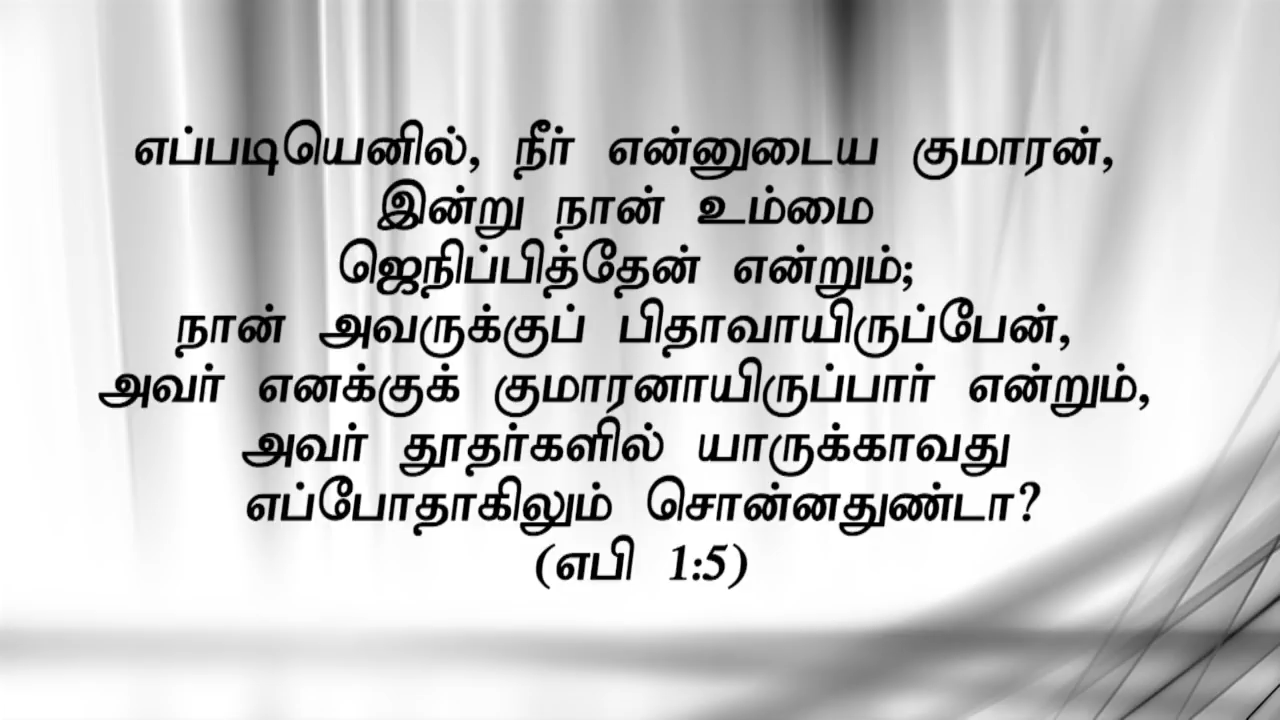 எப்படியெனில், நீர் என்னுடைய குமாரன்,
இன்று நான் உம்மை
ஜெநிப்பித்தேன் என்றும்;
நான் அவருக்குப் பிதாவாயிருப்பேன்,
அவர் எனக்குக் குமாரனாயிருப்பார் என்றும்,
அவர் தூதர்களில் யாருக்காவது
எப்போதாகிலும் சொன்னதுண்டா?
(எபி 1:5)